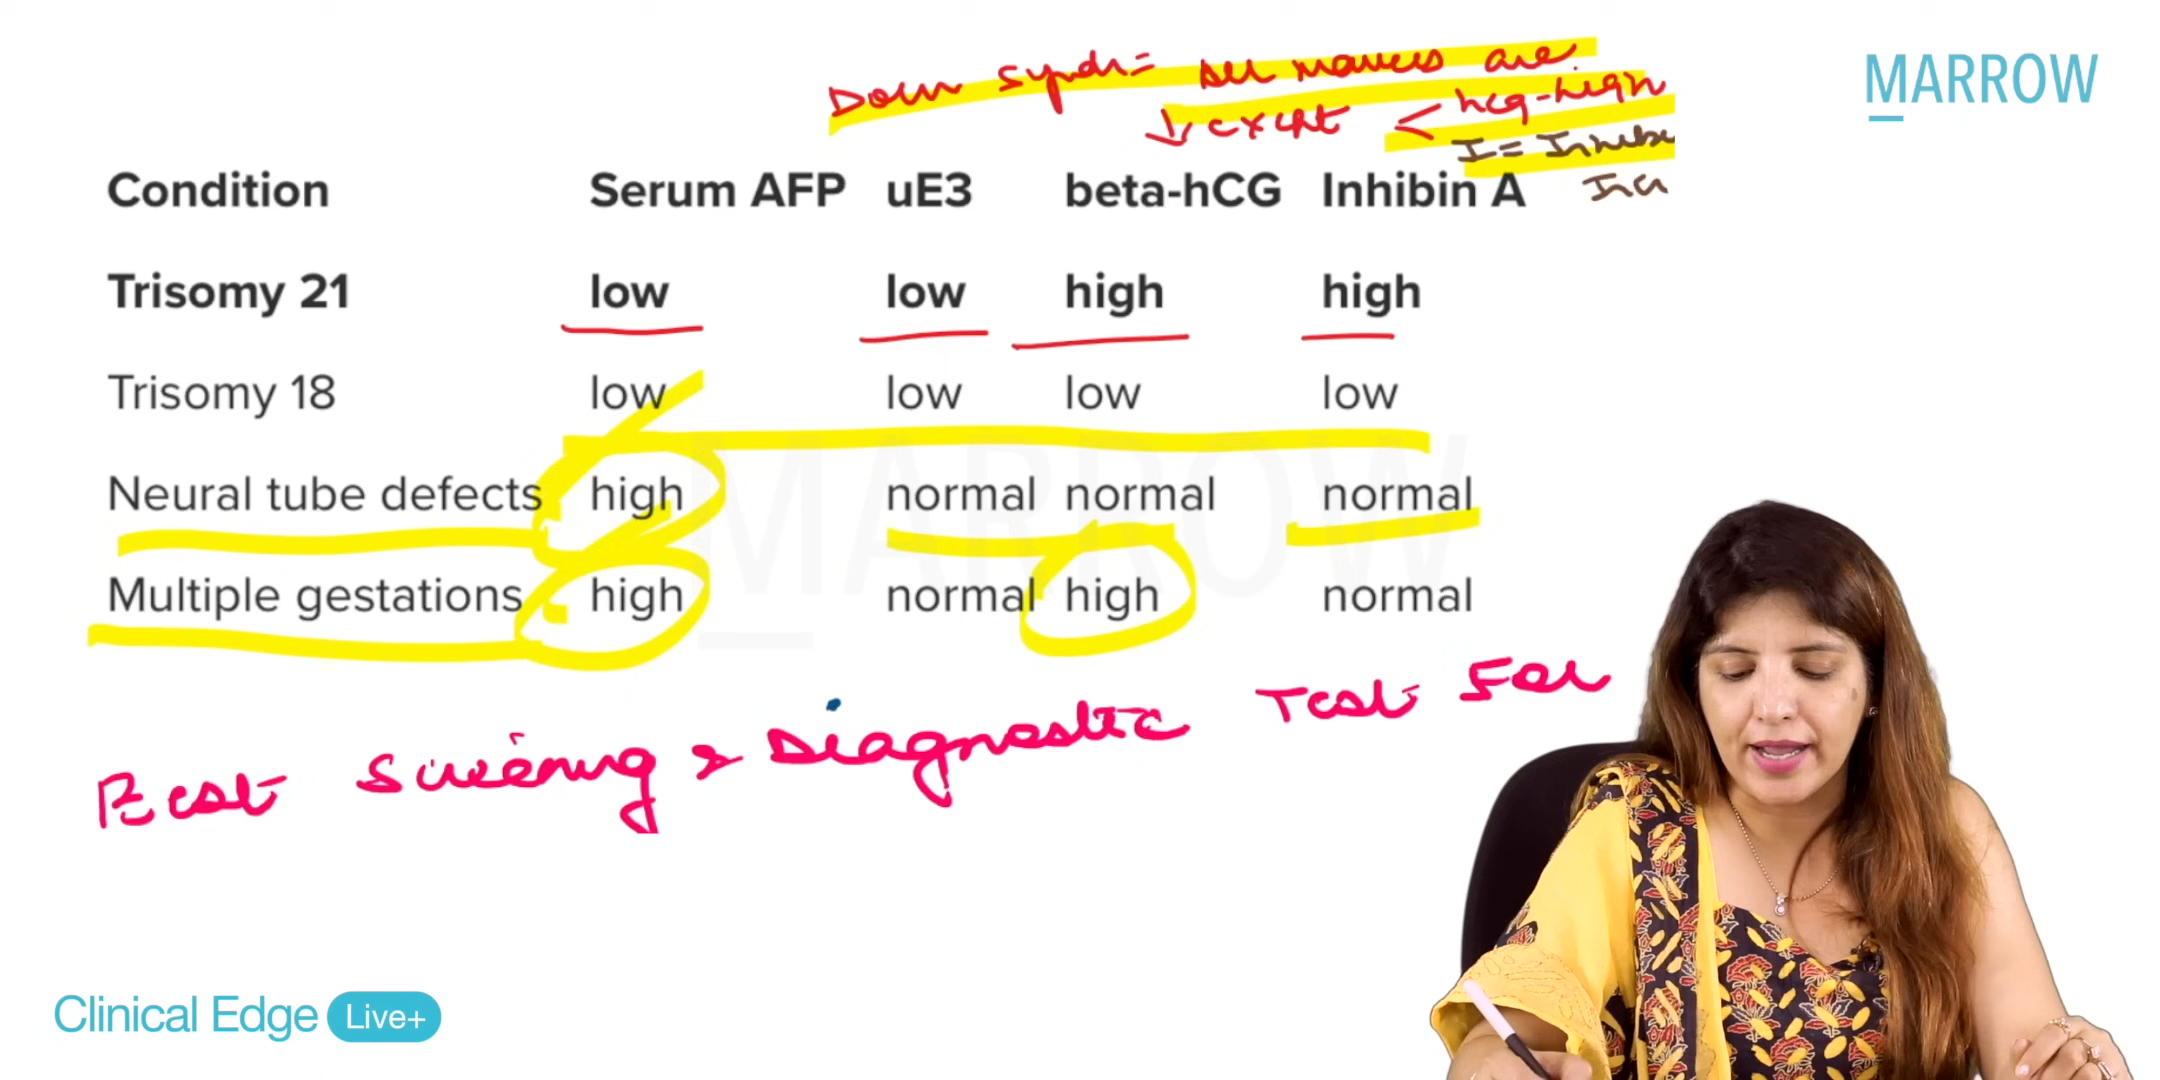 Down Syndr= All markers are
MARROW
↓ except < hcg-high
I = Inhibi
Condition Serum AFP uE3 beta-hCG Inhibin A
Trisomy 21 low low high high
Trisomy 18 low low low low
Neural tube defects high normal normal normal
Multiple gestations high normal high normal
MARROW
Best Screening & Diagnostic Test For
Clinical Edge Live+